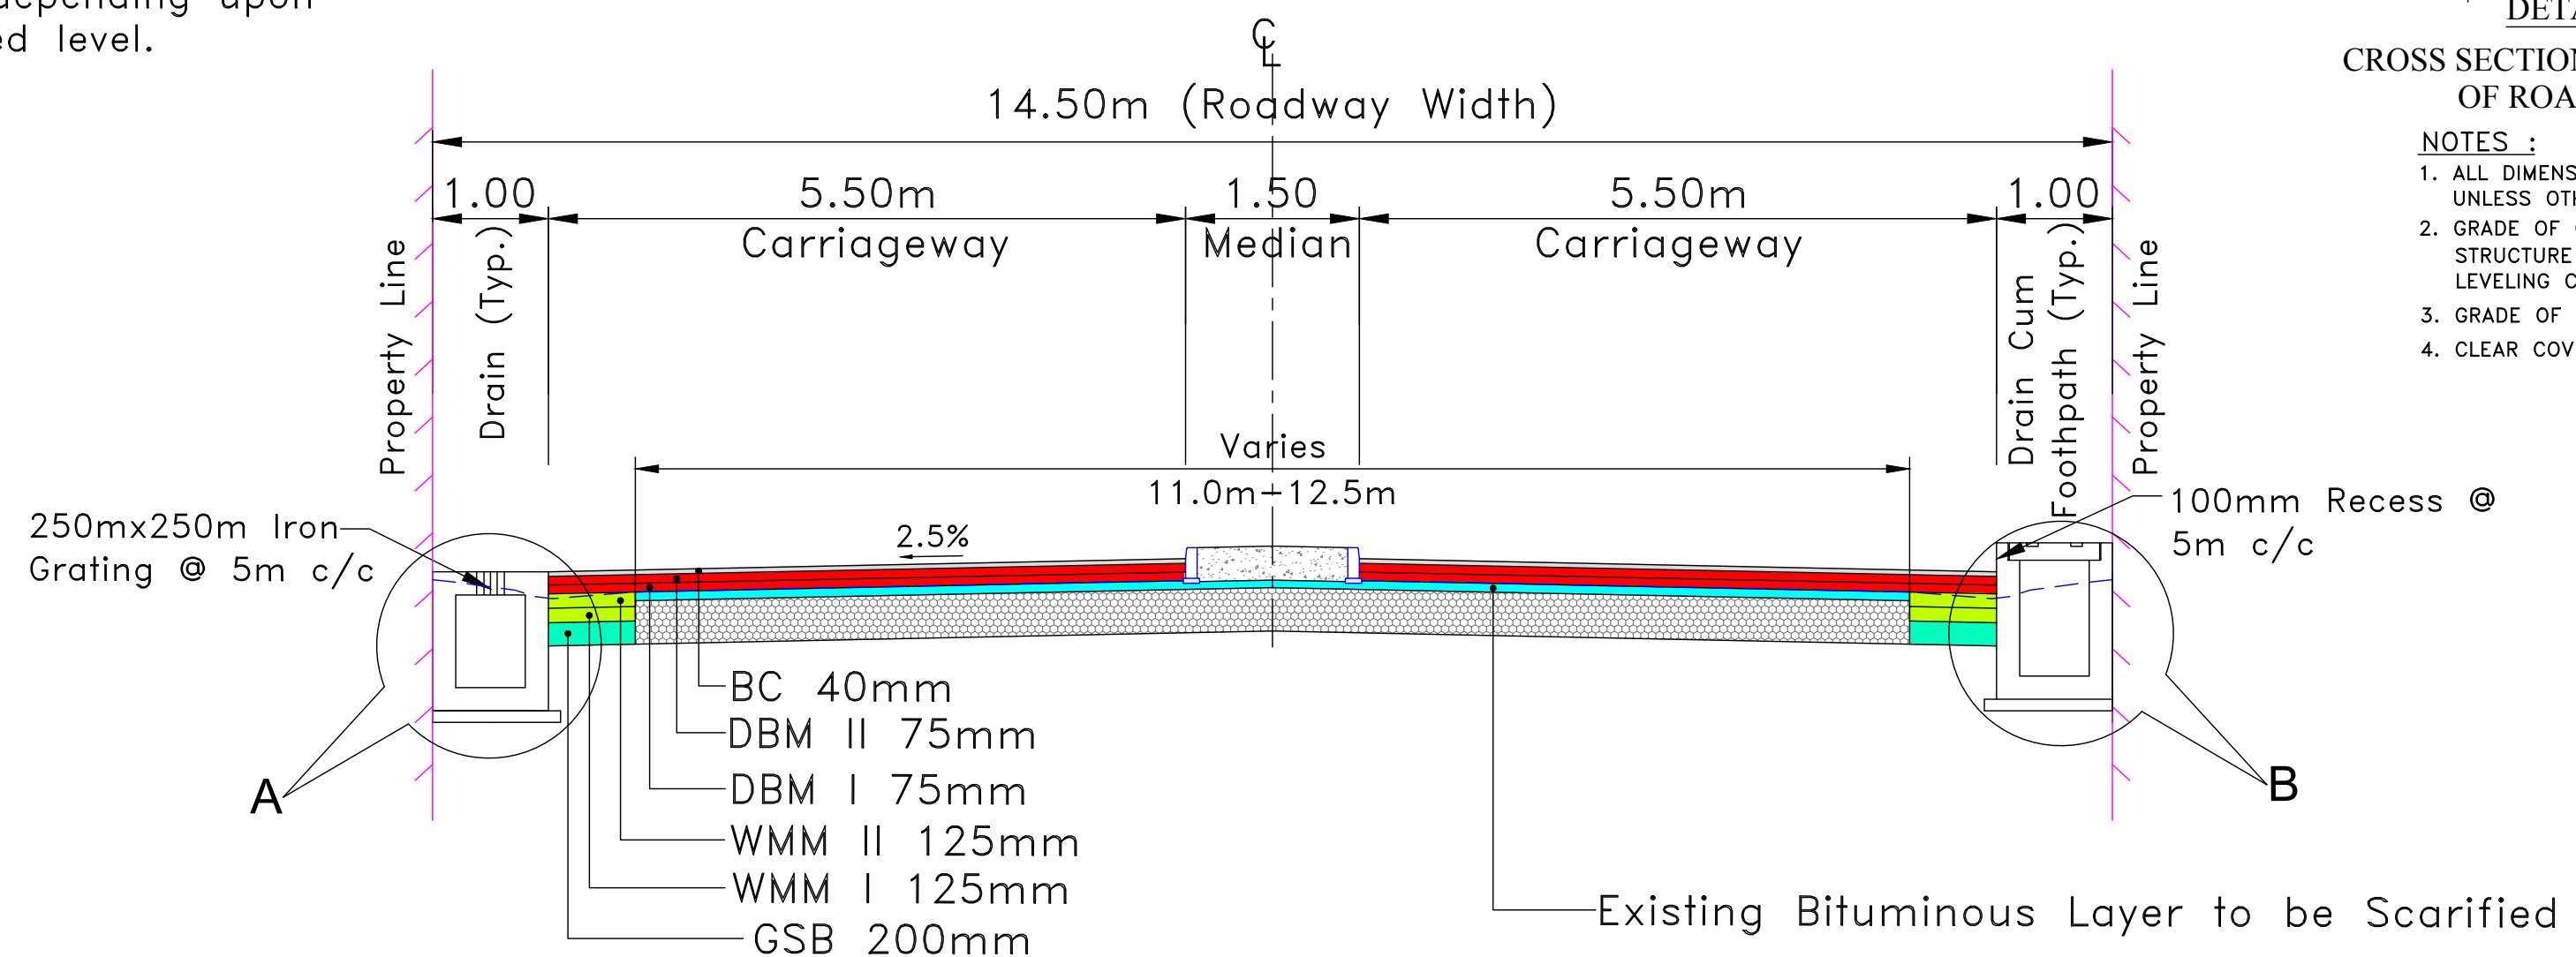 depending upon
ed level.
℄
14.50m (Roadway Width)
1.00
5.50m
1.50
5.50m
1.00
Carriageway
Median
Carriageway
Property Line
Drain (Typ.)
Drain Cum
Foothpath (Typ.)
Property Line
Varies
11.0m-12.5m
2.5%
250mx250m Iron
Grating @ 5m c/c
100mm Recess @
5m c/c
A
B
BC 40mm
DBM II 75mm
DBM I 75mm
WMM II 125mm
WMM I 125mm
GSB 200mm
Existing Bituminous Layer to be Scarified
DETA
CROSS SECTION
OF ROA
NOTES :
1. ALL DIMENS
UNLESS OTH
2. GRADE OF
STRUCTURE
LEVELING C
3. GRADE OF
4. CLEAR COV